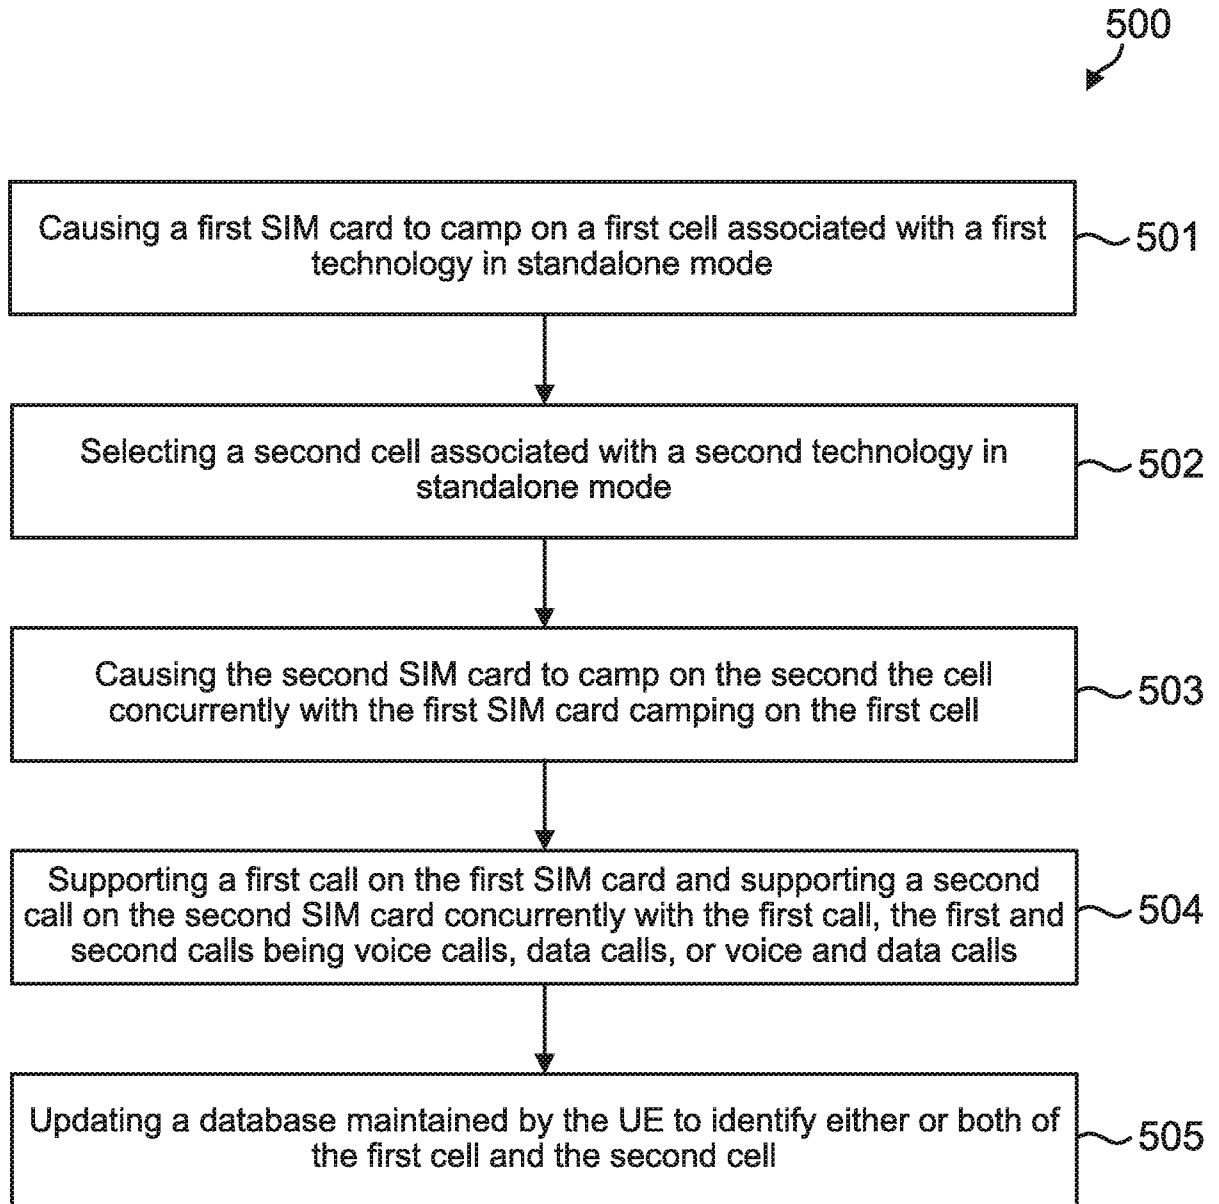 500
Causing a first SIM card to camp on a first cell associated with a first
technology in standalone mode
501
Selecting a second cell associated with a second technology in
standalone mode
502
Causing the second SIM card to camp on the second the cell
concurrently with the first SIM card camping on the first cell
503
Supporting a first call on the first SIM card and supporting a second
call on the second SIM card concurrently with the first call, the first and
second calls being voice calls, data calls, or voice and data calls
504
Updating a database maintained by the UE to identify either or both of
the first cell and the second cell
505